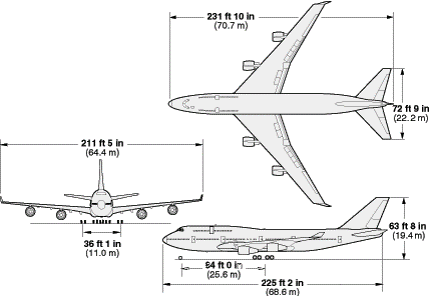 231 ft 10 in
(70.7 m)
72 ft 9 in
(22.2 m)
211 ft 5 in
(64.4 m)
36 ft 1 in
(11.0 m)
63 ft 8 in
(19.4 m)
84 ft 0 in
(25.6 m)
225 ft 2 in
(68.6 m)